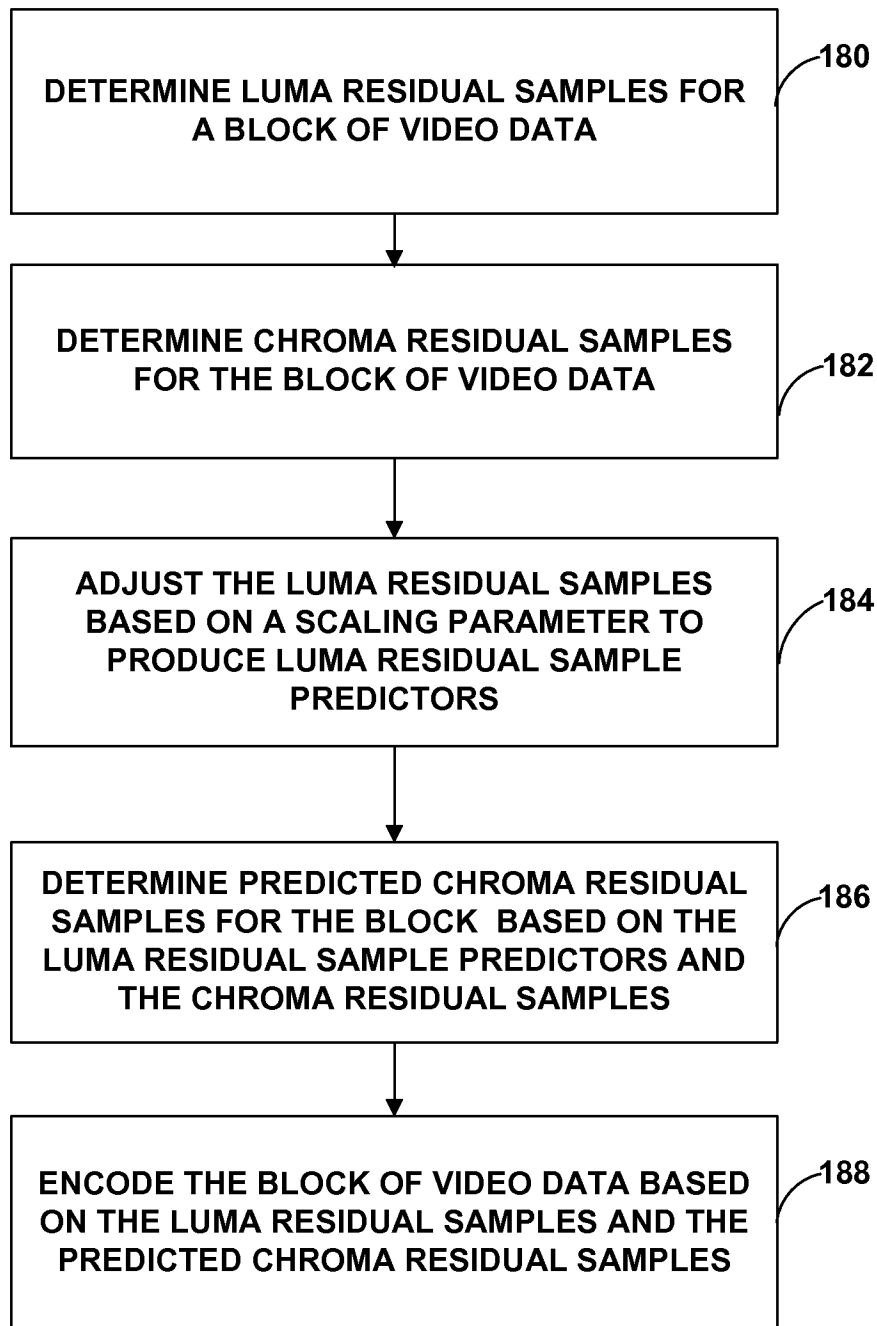 DETERMINE LUMA RESIDUAL SAMPLES FOR
A BLOCK OF VIDEO DATA
180
DETERMINE CHROMA RESIDUAL SAMPLES
FOR THE BLOCK OF VIDEO DATA
182
ADJUST THE LUMA RESIDUAL SAMPLES
BASED ON A SCALING PARAMETER TO
PRODUCE LUMA RESIDUAL SAMPLE
PREDICTORS
184
DETERMINE PREDICTED CHROMA RESIDUAL
SAMPLES FOR THE BLOCK BASED ON THE
LUMA RESIDUAL SAMPLE PREDICTORS AND
THE CHROMA RESIDUAL SAMPLES
186
ENCODE THE BLOCK OF VIDEO DATA BASED
ON THE LUMA RESIDUAL SAMPLES AND THE
PREDICTED CHROMA RESIDUAL SAMPLES
188